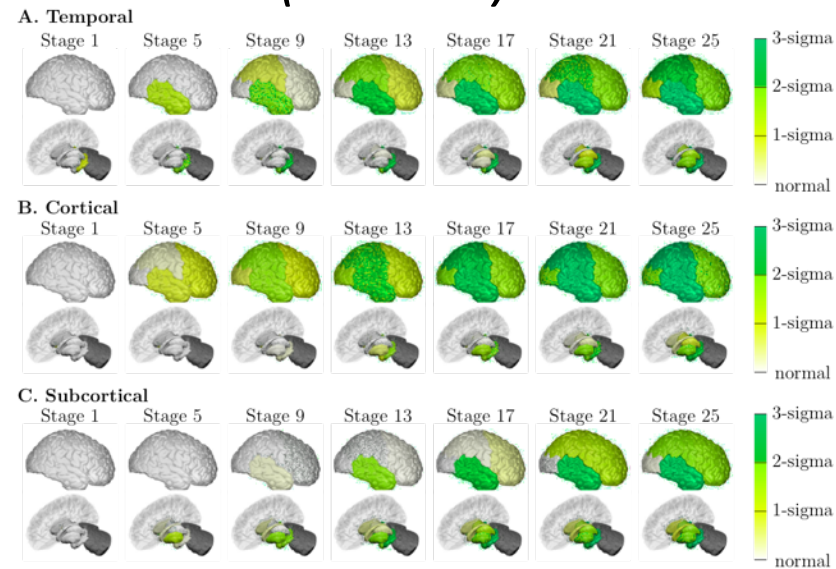 A. Temporal
Stage 1 Stage 5 Stage 9 Stage 13 Stage 17 Stage 21 Stage 25
3-sigma
2-sigma
1-sigma
normal
B. Cortical
Stage 1 Stage 5 Stage 9 Stage 13 Stage 17 Stage 21 Stage 25
3-sigma
2-sigma
1-sigma
normal
C. Subcortical
Stage 1 Stage 5 Stage 9 Stage 13 Stage 17 Stage 21 Stage 25
3-sigma
2-sigma
1-sigma
normal